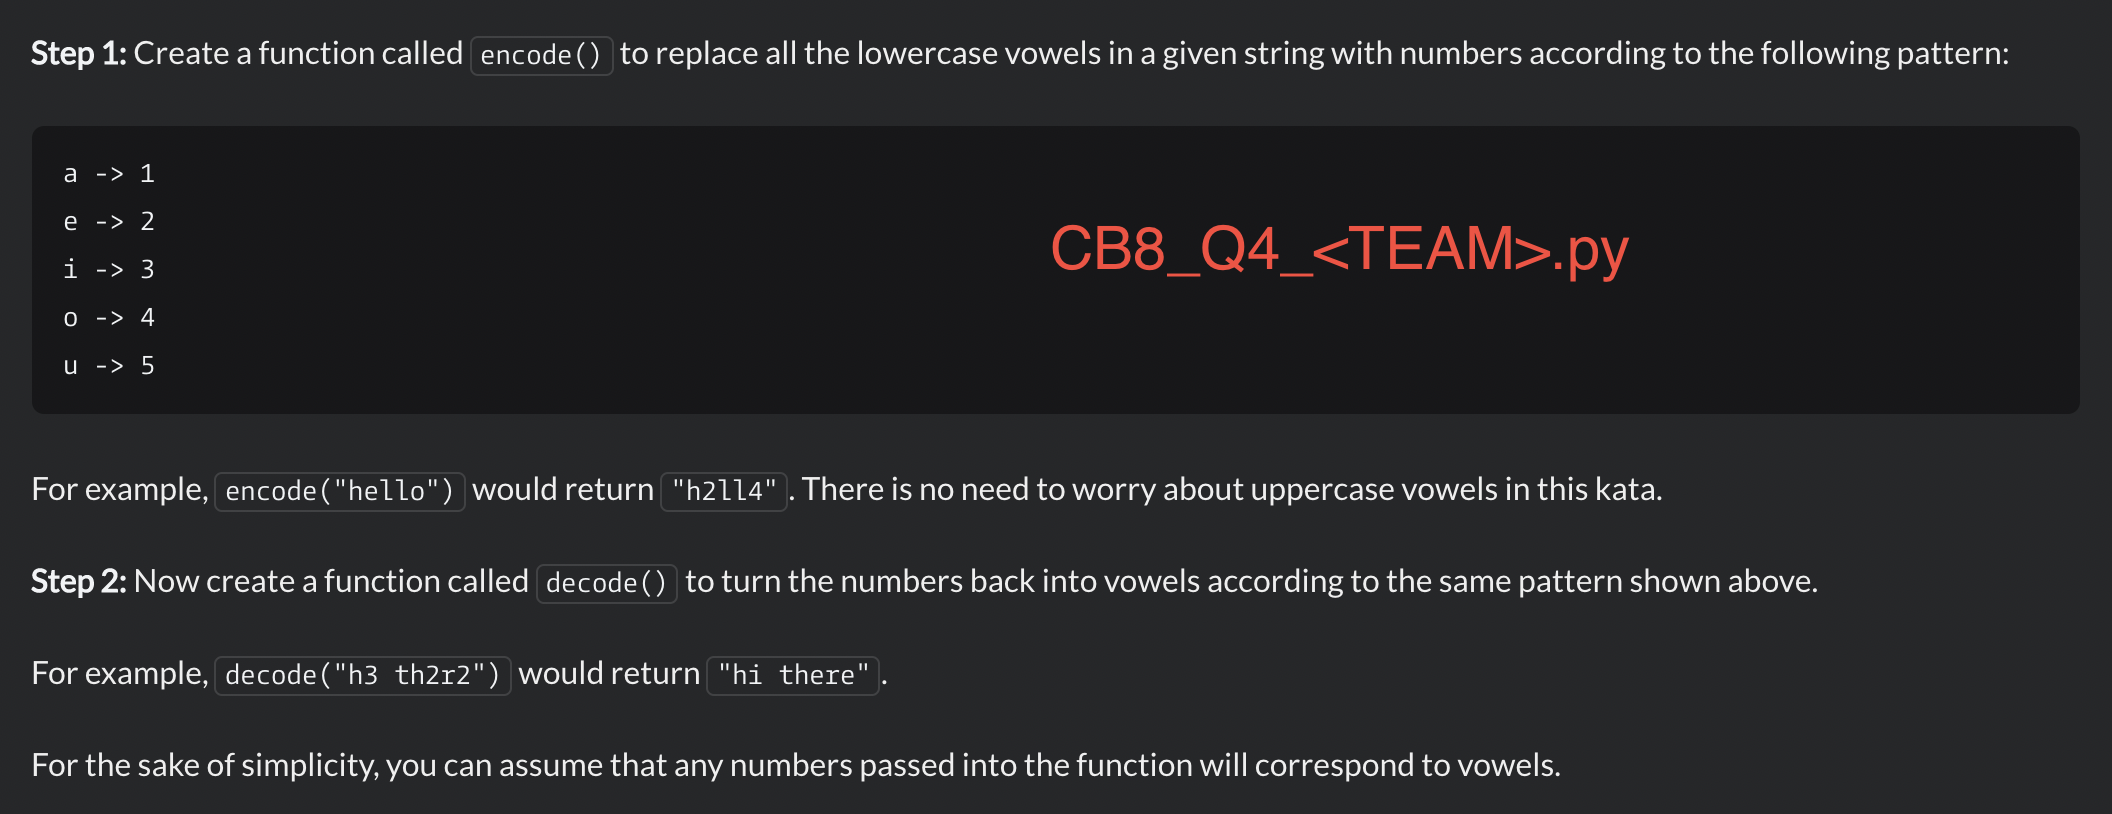 Step 1: Create a function called encode() to replace all the lowercase vowels in a given string with numbers according to the following pattern:
a -> 1
e -> 2
i -> 3
o -> 4
u -> 5
CB8_Q4_<TEAM>.py
For example, encode("hello") would return "h2ll4". There is no need to worry about uppercase vowels in this kata.
Step 2: Now create a function called decode() to turn the numbers back into vowels according to the same pattern shown above.
For example, decode("h3 th2r2") would return "hi there".
For the sake of simplicity, you can assume that any numbers passed into the function will correspond to vowels.